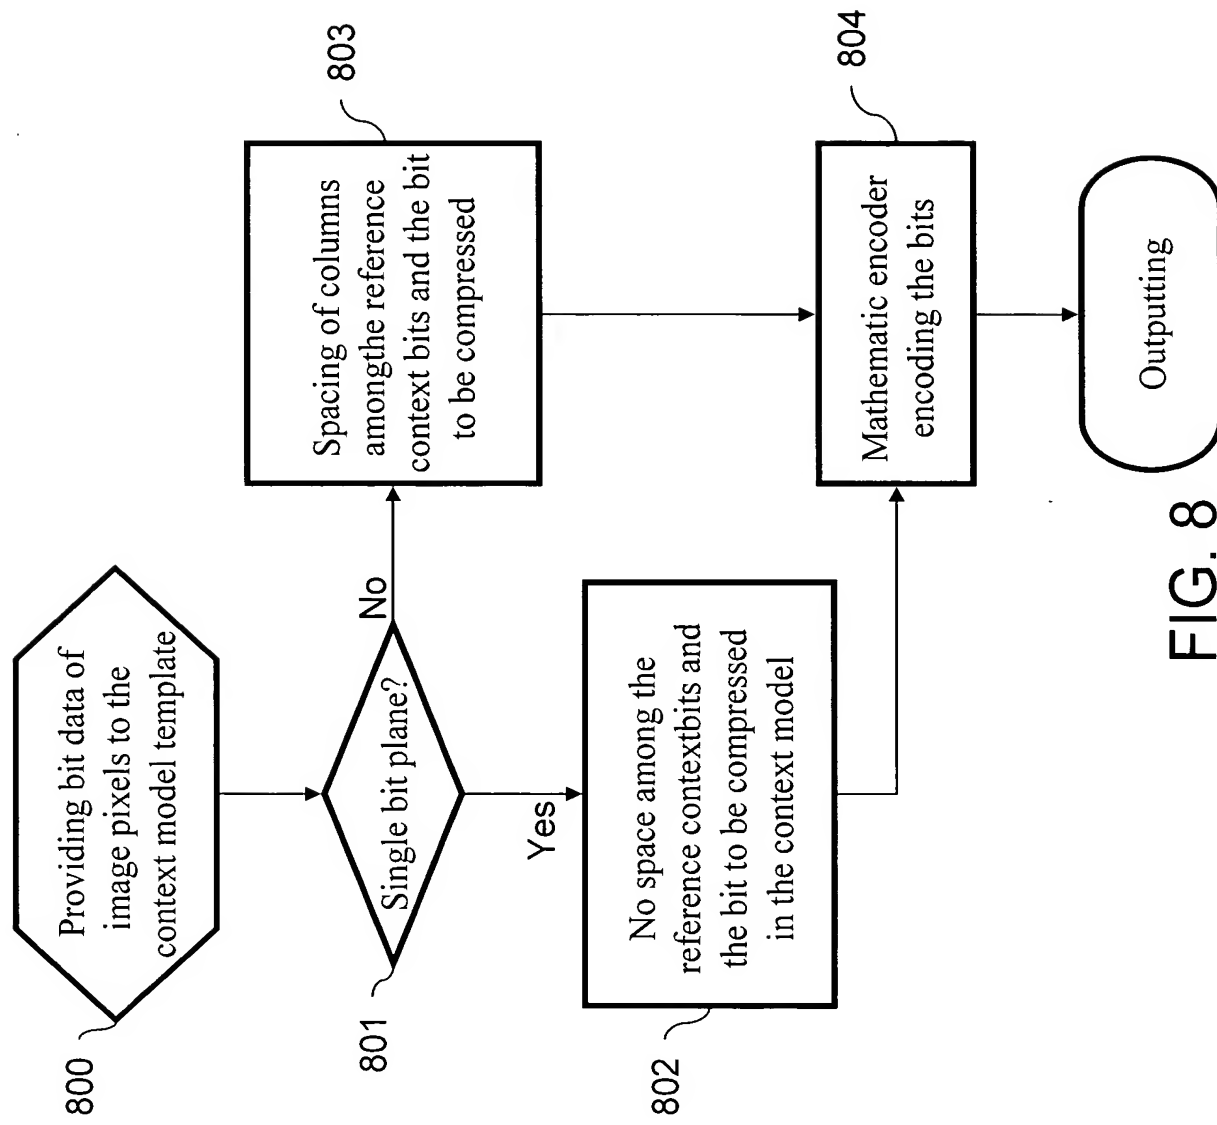 800
Providing bit data of
image pixels to the
context model template
801
Single bit plane?
No
Yes
803
Spacing of columns
amongthe reference
context bits and the bit
to be compressed
802
No space among the
reference contextbits and
the bit to be compressed
in the context model
804
Mathematic encoder
encoding the bits
Outputting
FIG. 8